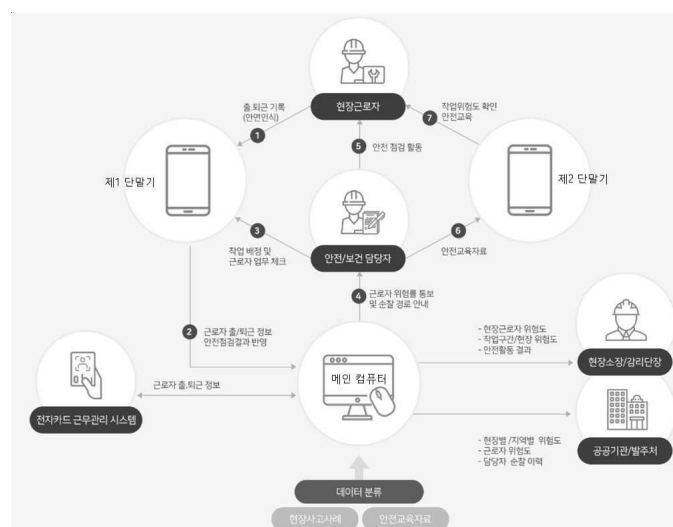 현장근로자
출.퇴근 기록
(안면인식)
1
7
작업위험도 확인
안전교육
5
안전 점검 활동
제1 단말기
제2 단말기
3
작업 배정 및
근로자 업무 체크
안전/보건 담당자
6
안전교육자료
4
근로자 위험률 통보
및 순찰 경로 안내
2
근로자 출/퇴근 정보
안전점검결과 반영
- 현장근로자 위험도
- 작업구간/현장 위험도
- 안전활동 결과
현장소장/감리단장
메인 컴퓨터
근로자 출.퇴근 정보
전자카드 근무관리 시스템
- 현장별 /지역별 위험도
- 근로자 위험도
- 담당자 순찰 이력
공공기관/발주처
데이터 분류
현장사고사례
안전교육자료